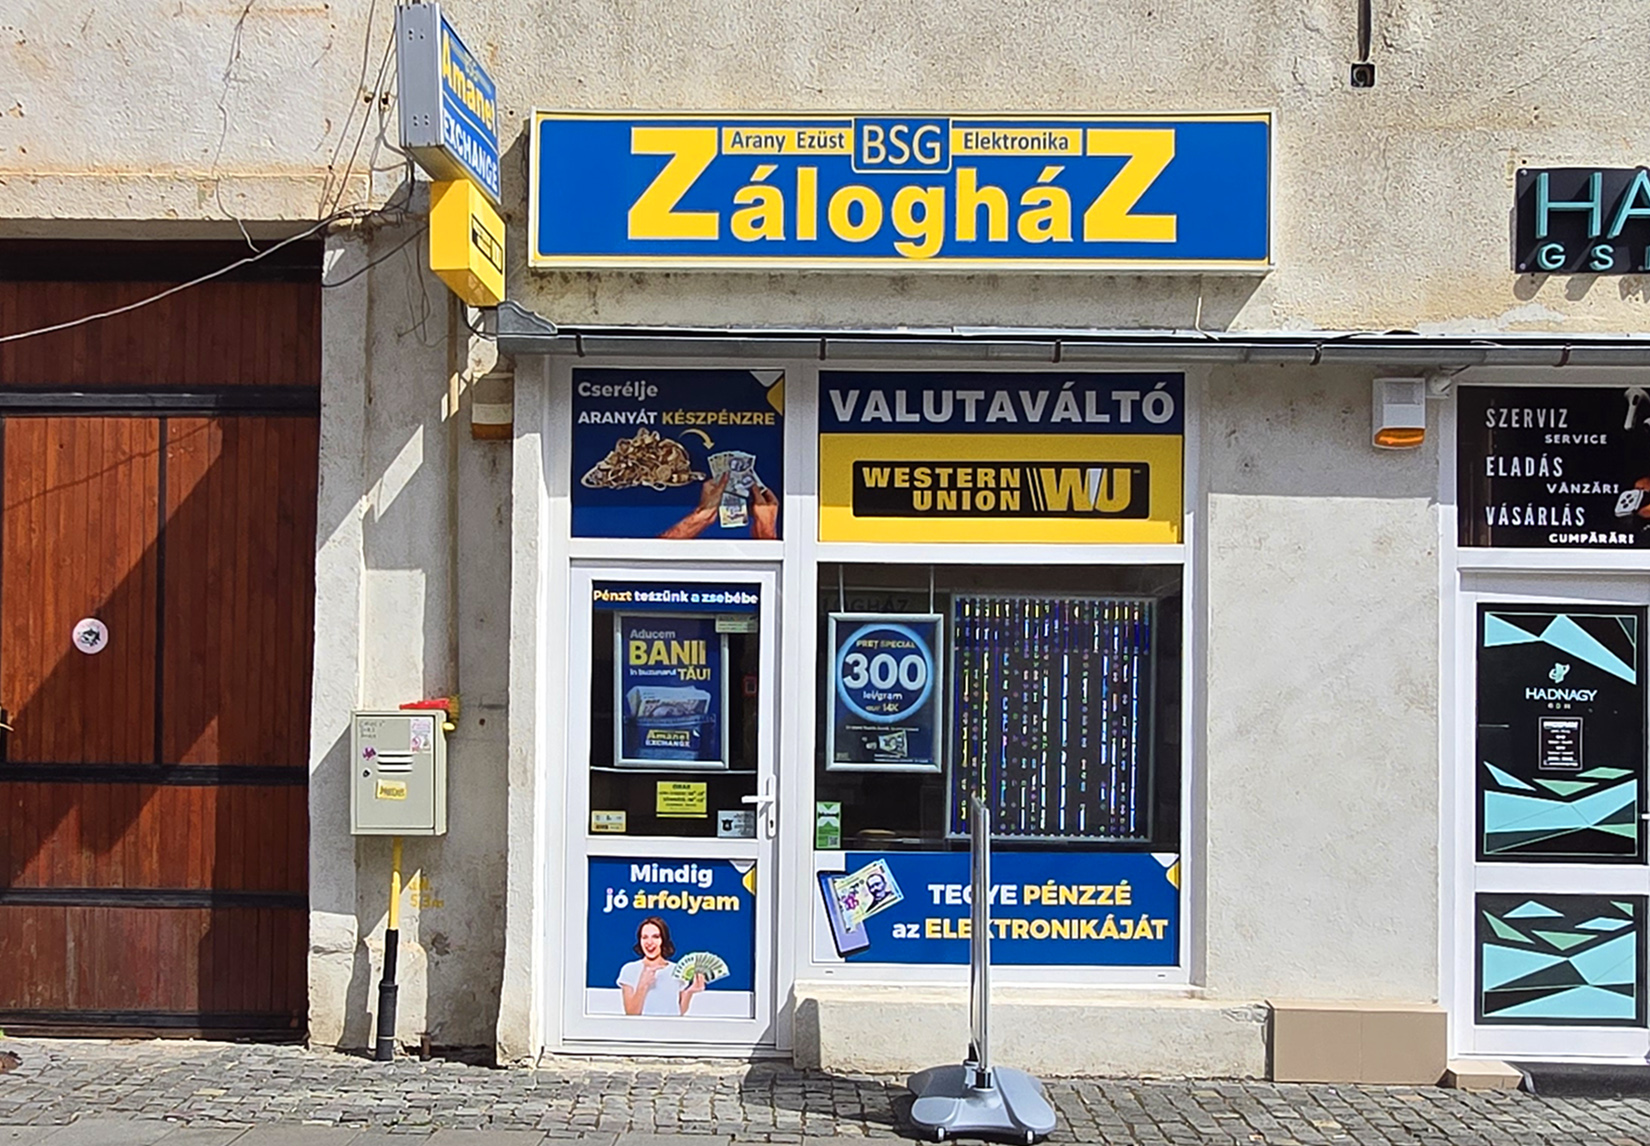 Amanet
EXCHANGE
Arany Ezüst BSG Elektronika
ZálogháZ
HA
GS
Cserélje
ARANYÁT KÉSZPÉNZRE
VALUTAVÁLTÓ
WESTERN
UNION WU
SZERVIZ
SERVICE
ELADÁS
VÂNZĂRI
VÁSÁRLÁS
CUMPĂRĂRI
Pénzt teszünk a zsebébe
Aducem
BANII
în buzunarul TĂU!
Amanet
EXCHANGE
PREȚ SPECIAL
300
lei/gram
14K
HADNAGY
GSM
Mindig
jó árfolyam
TEGYE PÉNZZÉ
az ELEKTRONIKÁJÁT